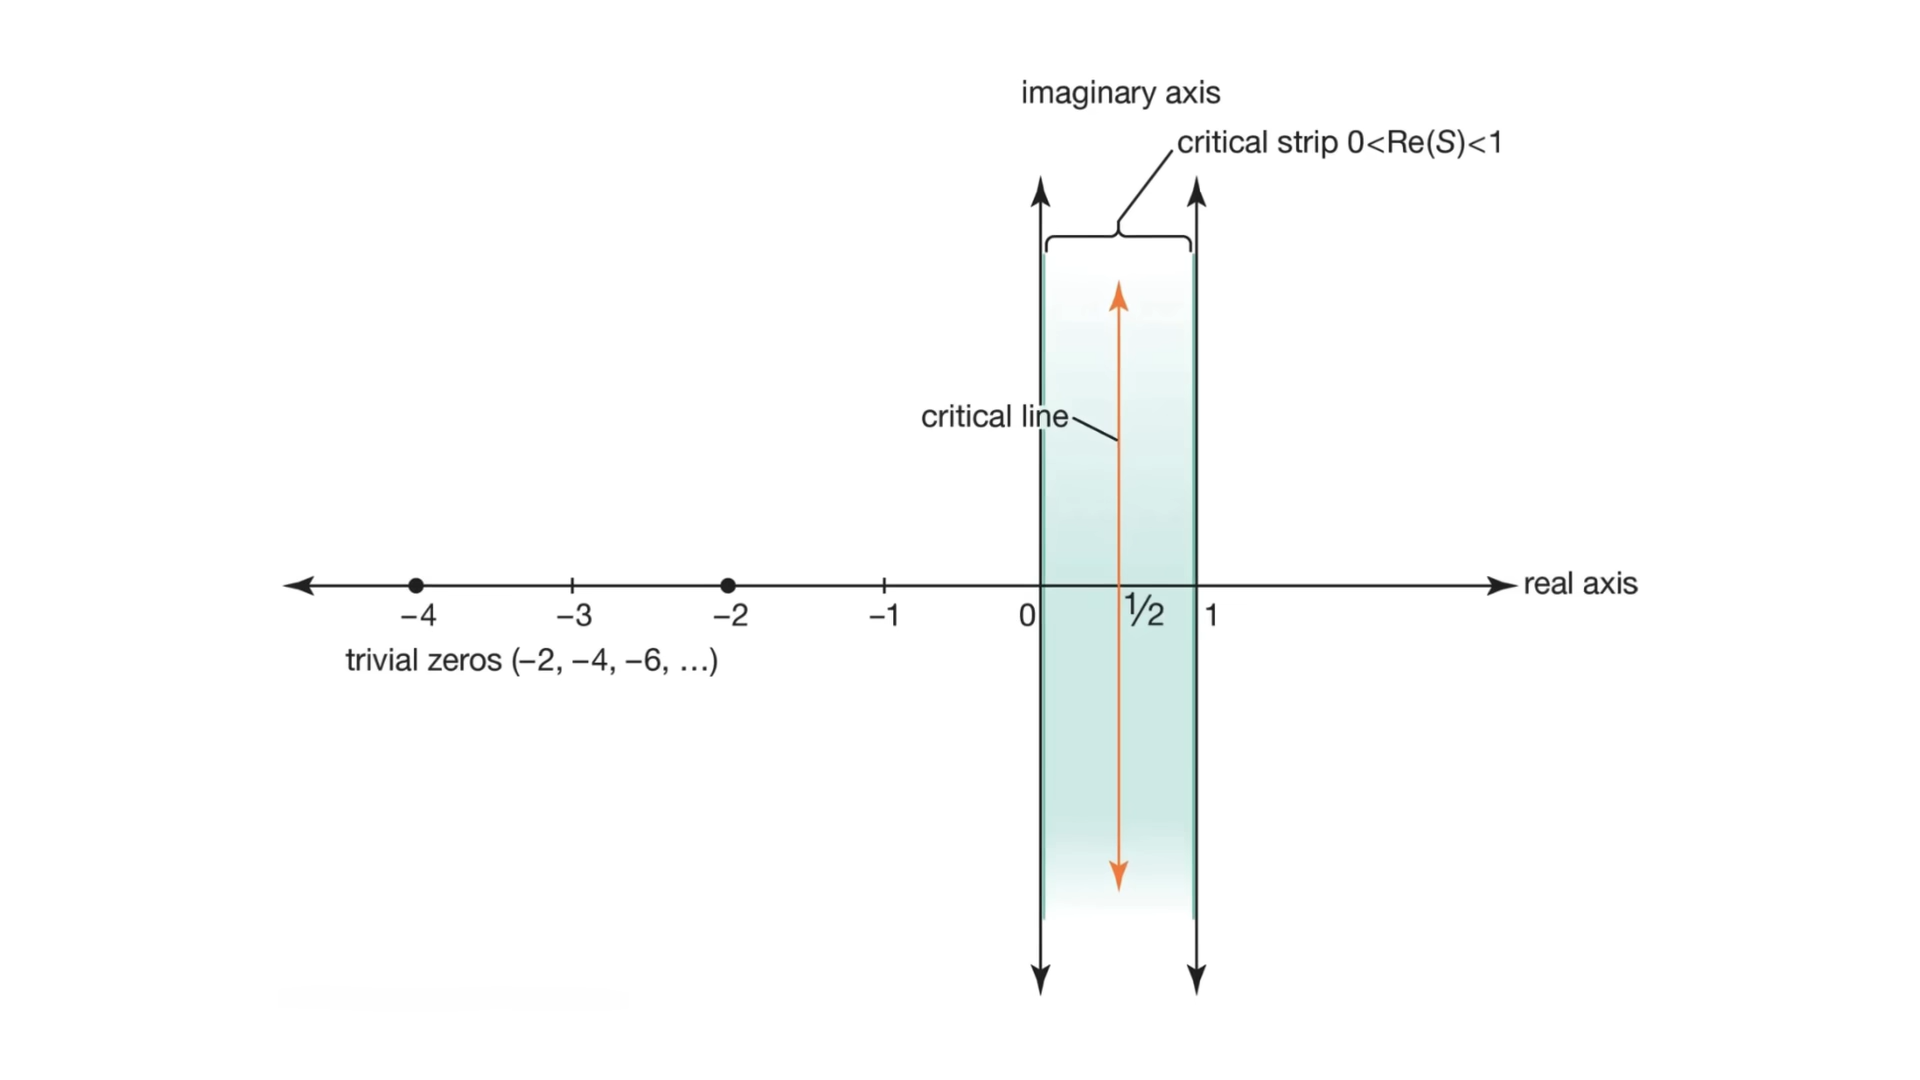 imaginary axis
critical strip 0<Re(S)<1
critical line
real axis
−4 −3 −2 −1 0 ½ 1
trivial zeros (−2, −4, −6, ...)